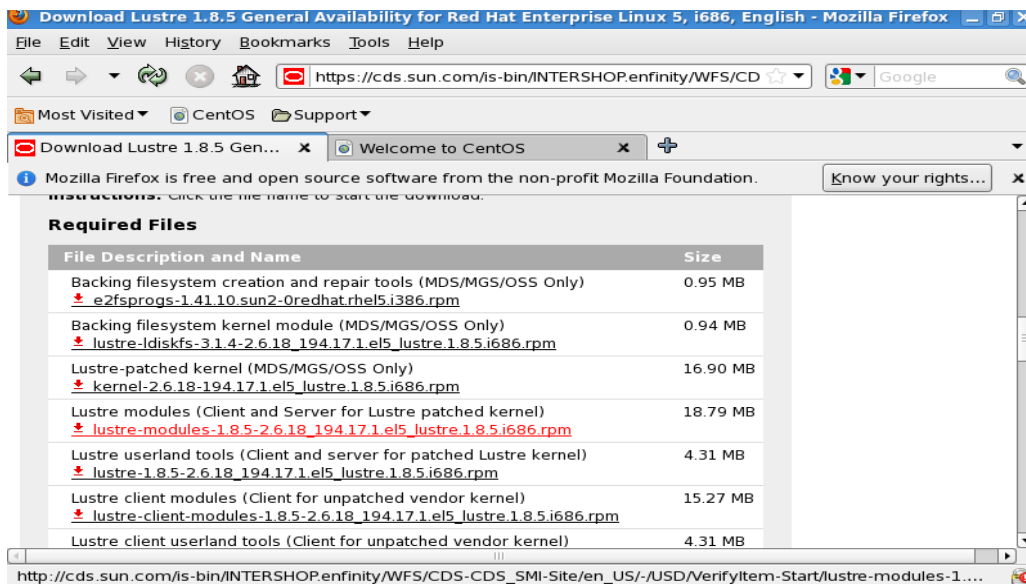 Download Lustre 1.8.5 General Availability for Red Hat Enterprise Linux 5, i686, English - Mozilla Firefox
File Edit View History Bookmarks Tools Help
https://cds.sun.com/is-bin/INTERSHOP.enfinity/WFS/CD
Google
Most Visited CentOS Support
Download Lustre 1.8.5 Gen... Welcome to CentOS
Mozilla Firefox is free and open source software from the non-profit Mozilla Foundation. Know your rights...
Instructions: Click the file name to start the download.
Required Files
File Description and Name Size
Backing filesystem creation and repair tools (MDS/MGS/OSS Only) 0.95 MB
e2fsprogs-1.41.10.sun2-0redhat.rhel5.i386.rpm
Backing filesystem kernel module (MDS/MGS/OSS Only) 0.94 MB
lustre-ldiskfs-3.1.4-2.6.18_194.17.1.el5_lustre.1.8.5.i686.rpm
Lustre-patched kernel (MDS/MGS/OSS Only) 16.90 MB
kernel-2.6.18-194.17.1.el5_lustre.1.8.5.i686.rpm
Lustre modules (Client and Server for Lustre patched kernel) 18.79 MB
lustre-modules-1.8.5-2.6.18_194.17.1.el5_lustre.1.8.5.i686.rpm
Lustre userland tools (Client and server for patched Lustre kernel) 4.31 MB
lustre-1.8.5-2.6.18_194.17.1.el5_lustre.1.8.5.i686.rpm
Lustre client modules (Client for unpatched vendor kernel) 15.27 MB
lustre-client-modules-1.8.5-2.6.18_194.17.1.el5_lustre.1.8.5.i686.rpm
Lustre client userland tools (Client for unpatched vendor kernel) 4.31 MB
http://cds.sun.com/is-bin/INTERSHOP.enfinity/WFS/CDS-CDS_SMI-Site/en_US/-/USD/VerifyItem-Start/lustre-modules-1....